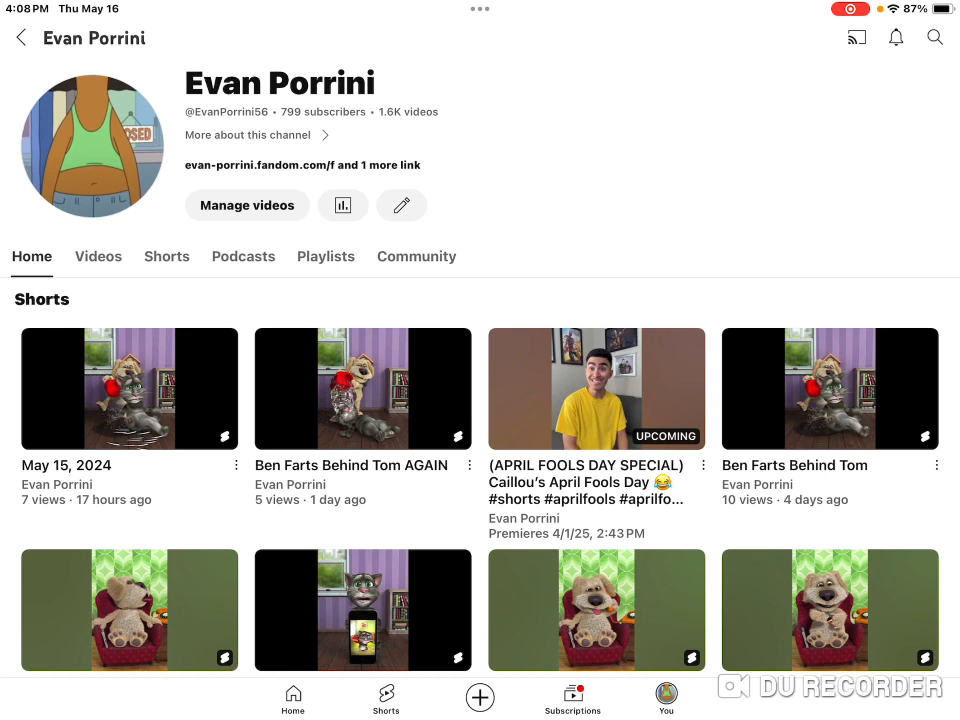 4:08 PM Thu May 16
87%
Evan Porrini
Evan Porrini
@EvanPorrini56 • 799 subscribers • 1.6K videos
More about this channel
evan-porrini.fandom.com/f and 1 more link
Manage videos
Home Videos Shorts Podcasts Playlists Community
Shorts
OSED
UPCOMING
May 15, 2024
Evan Porrini
7 views · 17 hours ago
Ben Farts Behind Tom AGAIN
Evan Porrini
5 views · 1 day ago
(APRIL FOOLS DAY SPECIAL)
Caillou’s April Fools Day 😂
#shorts #aprilfools #aprilfo...
Evan Porrini
Premieres 4/1/25, 2:43 PM
Ben Farts Behind Tom
Evan Porrini
10 views · 4 days ago
Home Shorts Subscriptions You
DU RECORDER